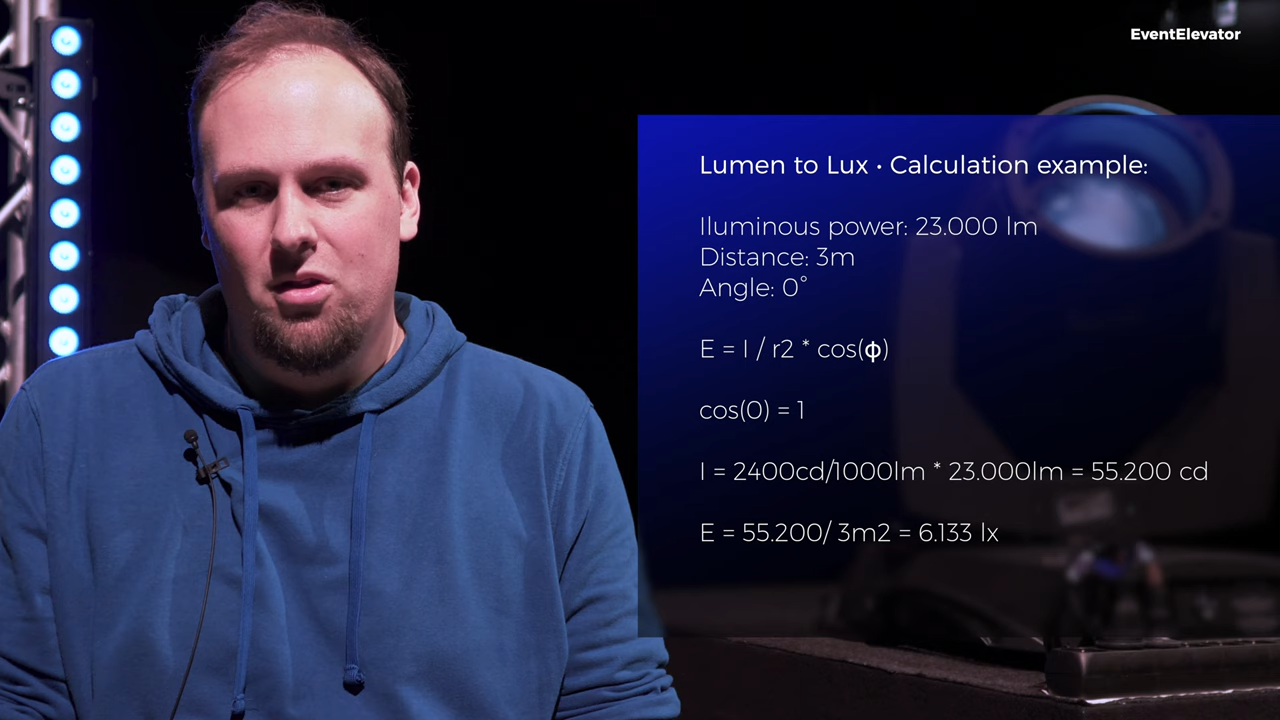 EventElevator
Lumen to Lux • Calculation example:
Iluminous power: 23.000 lm
Distance: 3m
Angle: 0°
E = I / r2 * cos(ϕ)
cos(0) = 1
I = 2400cd/1000lm * 23.000lm = 55.200 cd
E = 55.200/ 3m2 = 6.133 lx